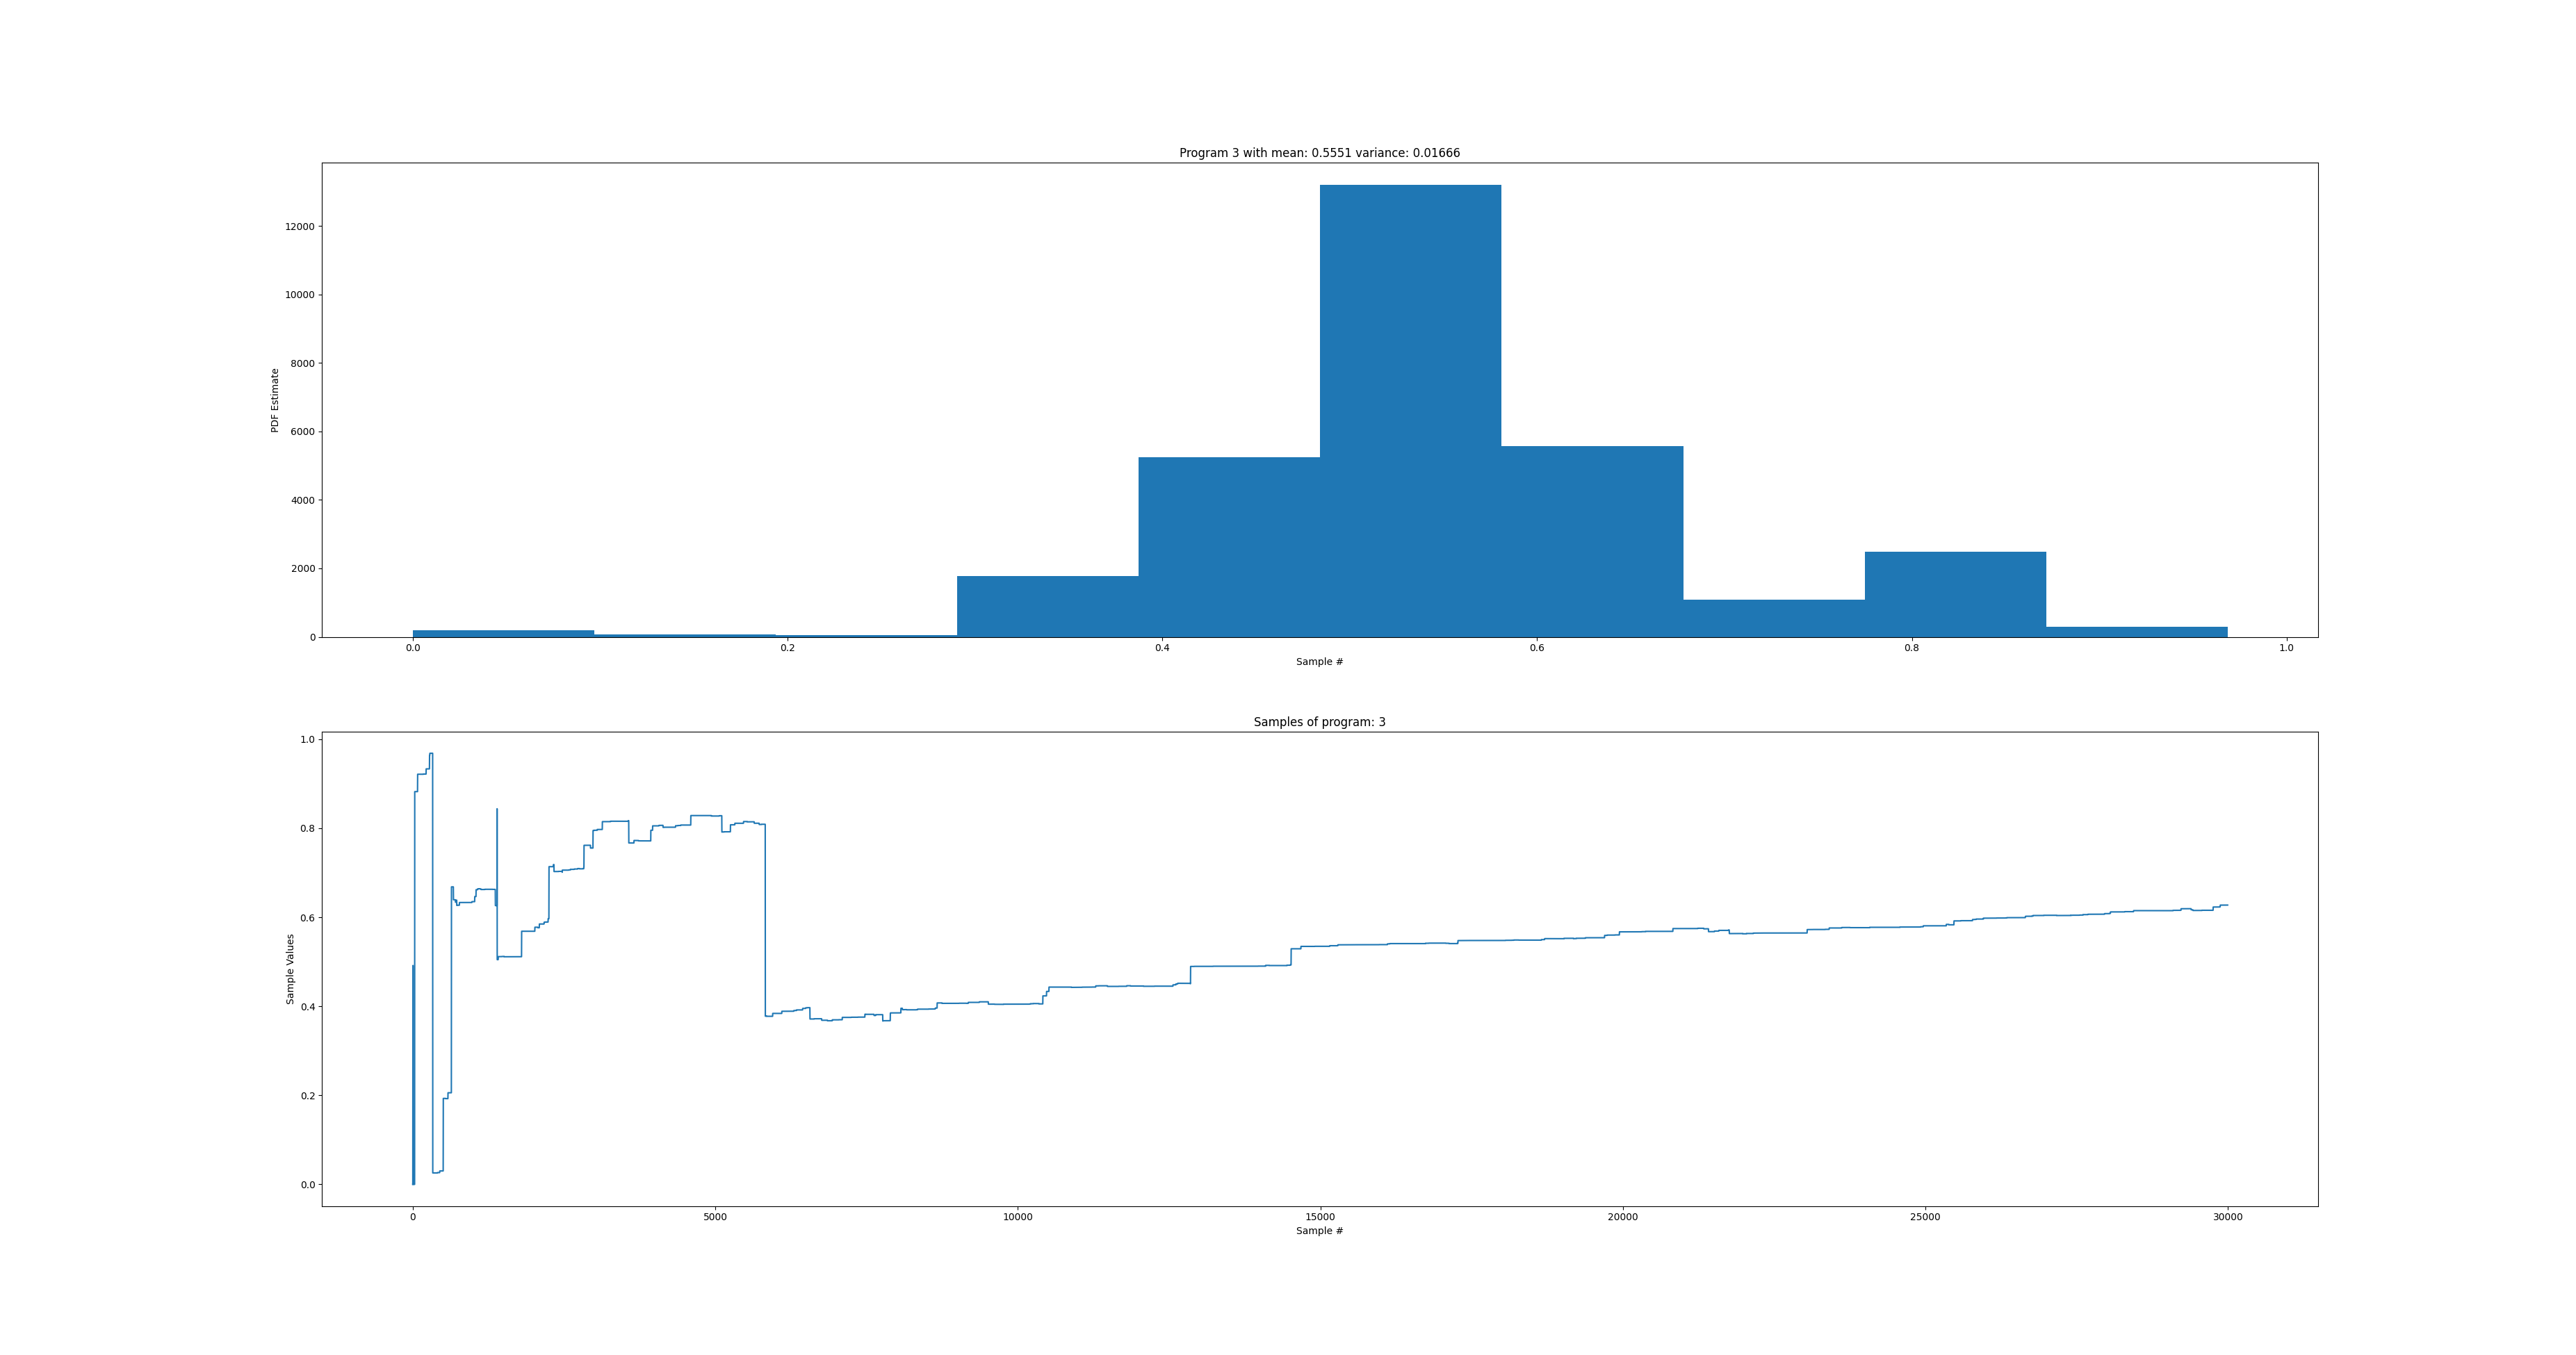 Program 3 with mean: 0.5551 variance: 0.01666
12000
10000
8000
6000
4000
2000
0
PDF Estimate
0.0 0.2 0.4 0.6 0.8 1.0
Sample #
Samples of program: 3
1.0
0.8
0.6
0.4
0.2
0.0
Sample Values
0 5000 10000 15000 20000 25000 30000
Sample #